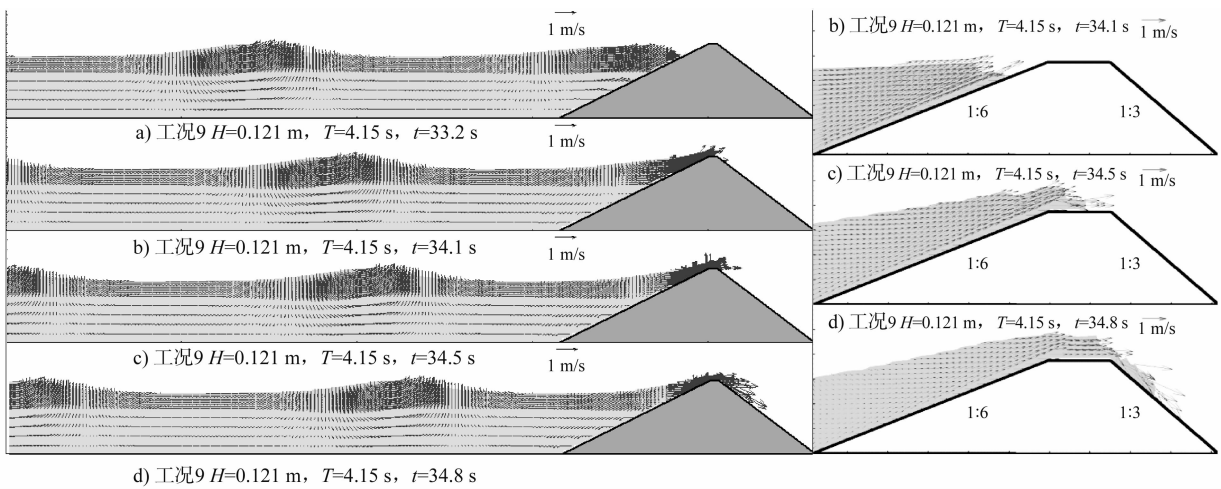 1 m/s
a) 工况9 H=0.121 m，T=4.15 s，t=33.2 s
1 m/s
b) 工况9 H=0.121 m，T=4.15 s，t=34.1 s
1 m/s
c) 工况9 H=0.121 m，T=4.15 s，t=34.5 s
1 m/s
d) 工况9 H=0.121 m，T=4.15 s，t=34.8 s
b) 工况9 H=0.121 m，T=4.15 s，t=34.1 s
1 m/s
1:6
1:3
c) 工况9 H=0.121 m，T=4.15 s，t=34.5 s
1 m/s
1:6
1:3
d) 工况9 H=0.121 m，T=4.15 s，t=34.8 s
1 m/s
1:6
1:3